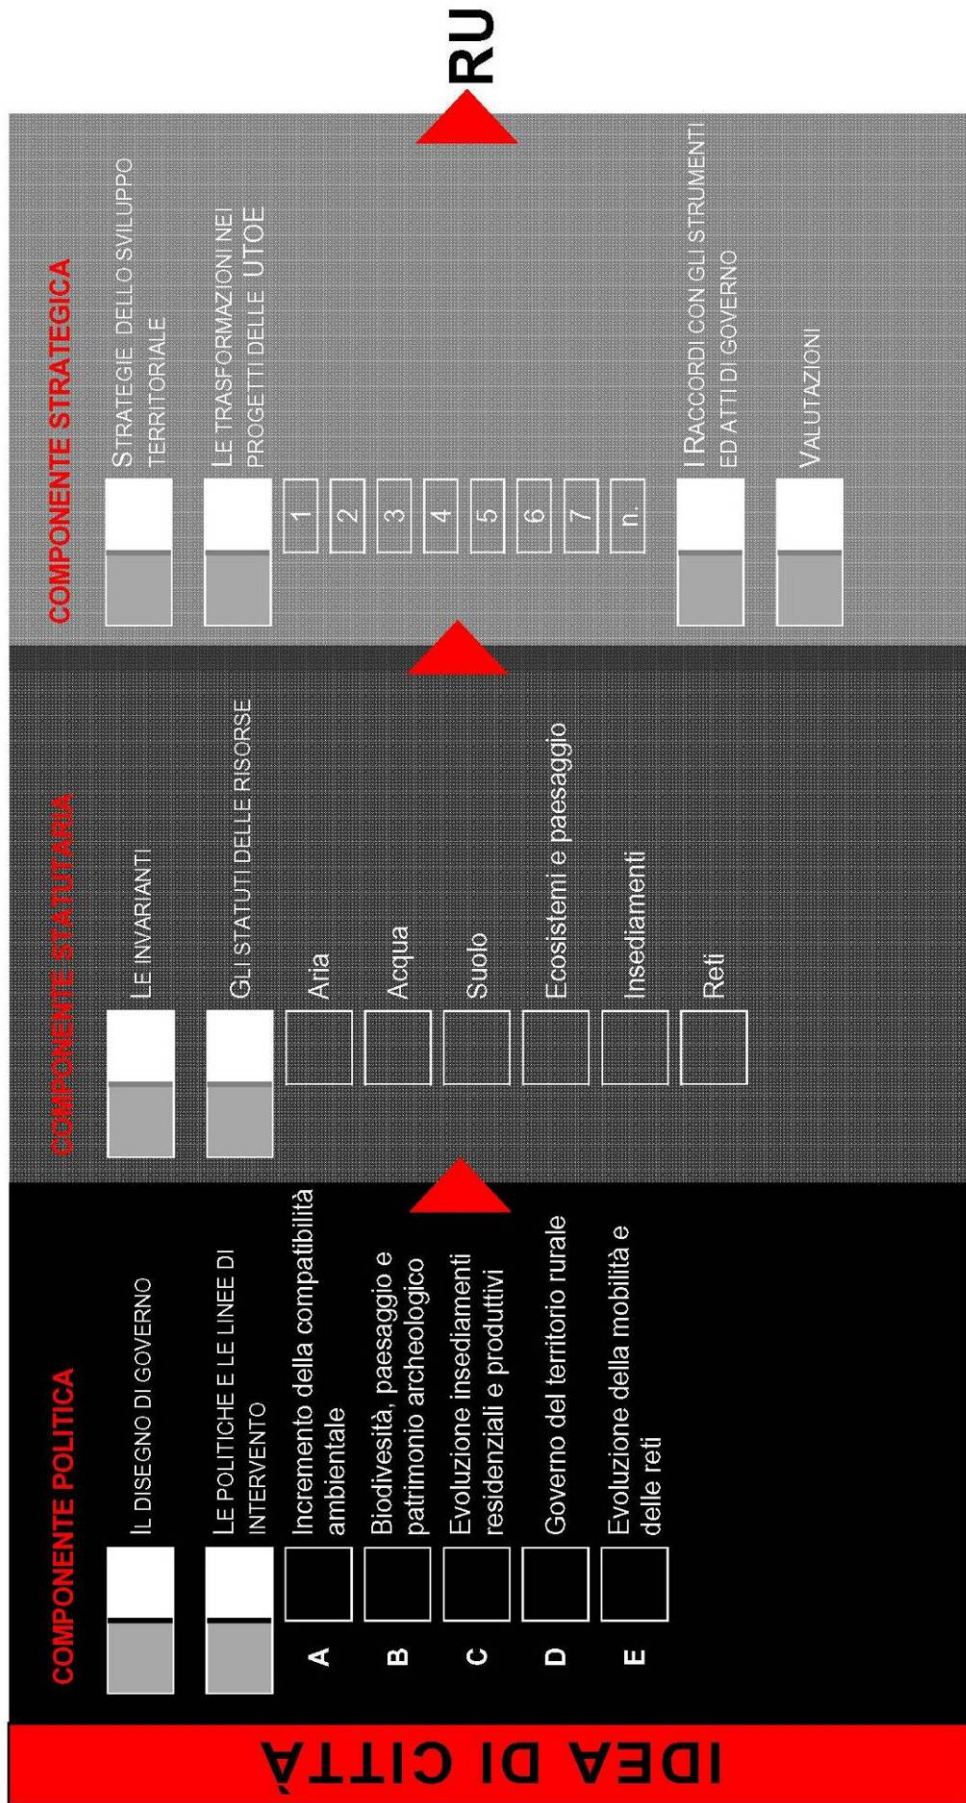 IDEA DI CITTÀ
COMPONENTE POLITICA
IL DISEGNO DI GOVERNO
LE POLITICHE E LE LINEE DI
INTERVENTO
A
Incremento della compatibilità
ambientale
B
Biodivesità, paesaggio e
patrimonio archeologico
C
Evoluzione insediamenti
residenziali e produttivi
D
Governo del territorio rurale
E
Evoluzione della mobilità e
delle reti
COMPONENTE STATUTARIA
LE INVARIANTI
GLI STATUTI DELLE RISORSE
Aria
Acqua
Suolo
Ecosistemi e paesaggio
Insediamenti
Reti
COMPONENTE STRATEGICA
STRATEGIE DELLO SVILUPPO
TERRITORIALE
LE TRASFORMAZIONI NEI
PROGETTI DELLE UTOE
1
2
3
4
5
6
7
n.
I RACCORDI CON GLI STRUMENTI
ED ATTI DI GOVERNO
VALUTAZIONI
RU